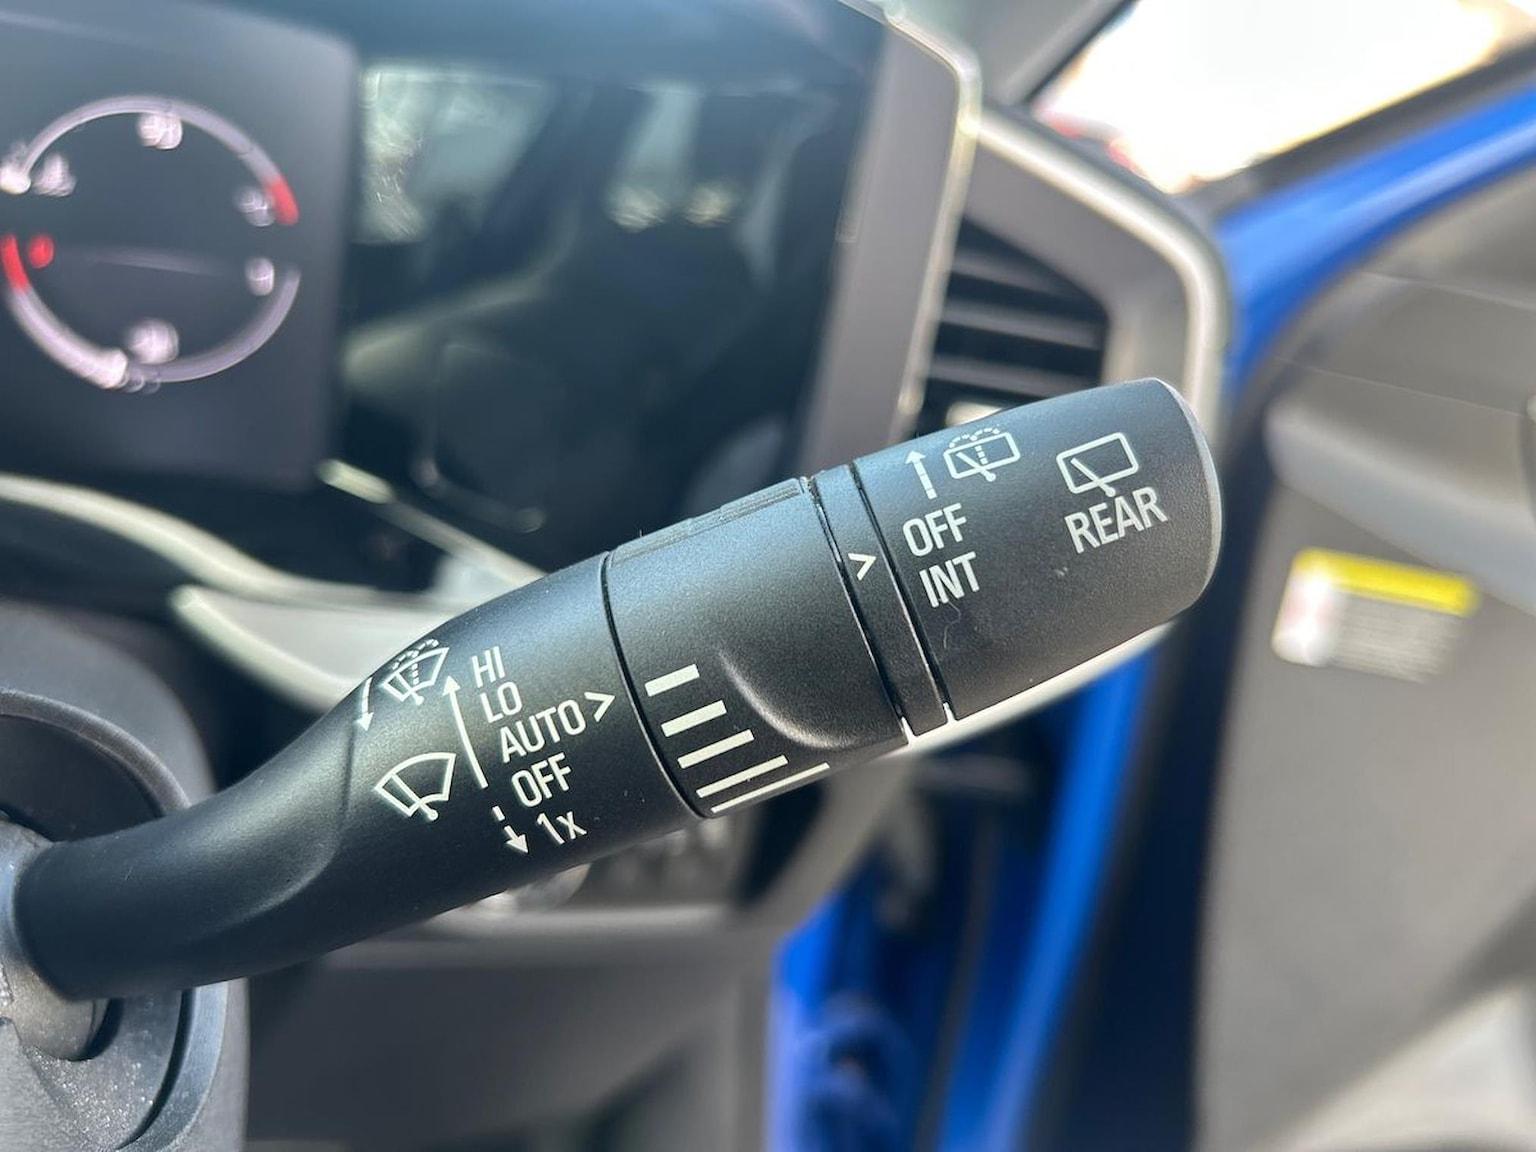 HI
LO
AUTO >
OFF
1x
>
OFF
INT
REAR